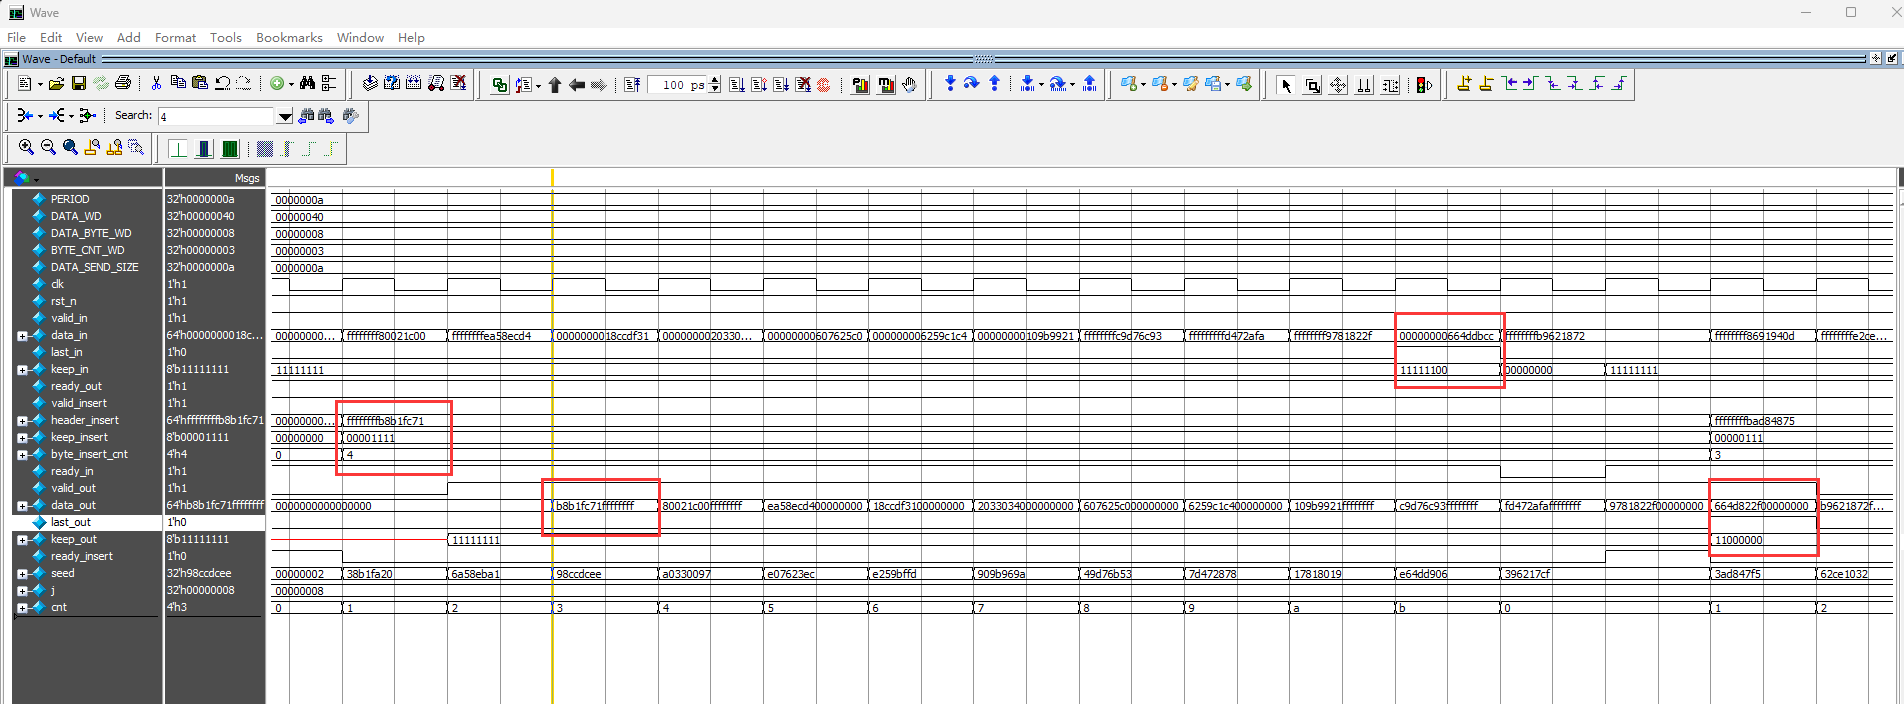 Wave
File Edit View Add Format Tools Bookmarks Window Help
Wave - Default
100 ps
Search: 4
Msgs
PERIOD 32'h0000000a 0000000a
DATA_WD 32'h00000040 00000040
DATA_BYTE_WD 32'h00000008 00000008
BYTE_CNT_WD 32'h00000003 00000003
DATA_SEND_SIZE 32'h0000000a 0000000a
clk 1'h1
rst_n 1'h1
valid_in 1'h1
data_in 64'h0000000018c... 00000000... ffffffff80021c00 ffffffffea58ecd4 0000000018ccdf31 0000000020330... 00000000607625c0 000000006259c1c4 00000000109b9921 ffffffffc9d76c93 fffffffffd472afa ffffffff9781822f 00000000664ddbcc ffffffffb9621872 ffffffff8691940d ffffffffe2ce...
last_in 1'h0
keep_in 8'b11111111 11111111 11111100 00000000 11111111
ready_out 1'h1
valid_insert 1'h1
header_insert 64'hffffffffb8b1fc71 00000000... ffffffffb8b1fc71 ffffffffbad84875
keep_insert 8'b00001111 00000000 00001111 00000111
byte_insert_cnt 4'h4 0 4 3
ready_in 1'h1
valid_out 1'h1
data_out 64'hb8b1fc71ffffffff 0000000000000000 b8b1fc71ffffffff 80021c00ffffffff ea58ecd400000000 18ccdf3100000000 2033034000000000 607625c000000000 6259c1c400000000 109b9921ffffffff c9d76c93ffffffff fd472afaffffffff 9781822f00000000 664d822f00000000 b9621872f...
last_out 1'h0
keep_out 8'b11111111 11111111 11000000
ready_insert 1'h0
seed 32'h98ccdcee 00000002 38b1fa20 6a58eba1 98ccdcee a0330097 e07623ec e259bffd 909b969a 49d76b53 7d472878 17818019 e64dd906 396217cf 3ad847f5 62ce1032
j 32'h00000008 00000008
cnt 4'h3 0 1 2 3 4 5 6 7 8 9 a b 0 1 2